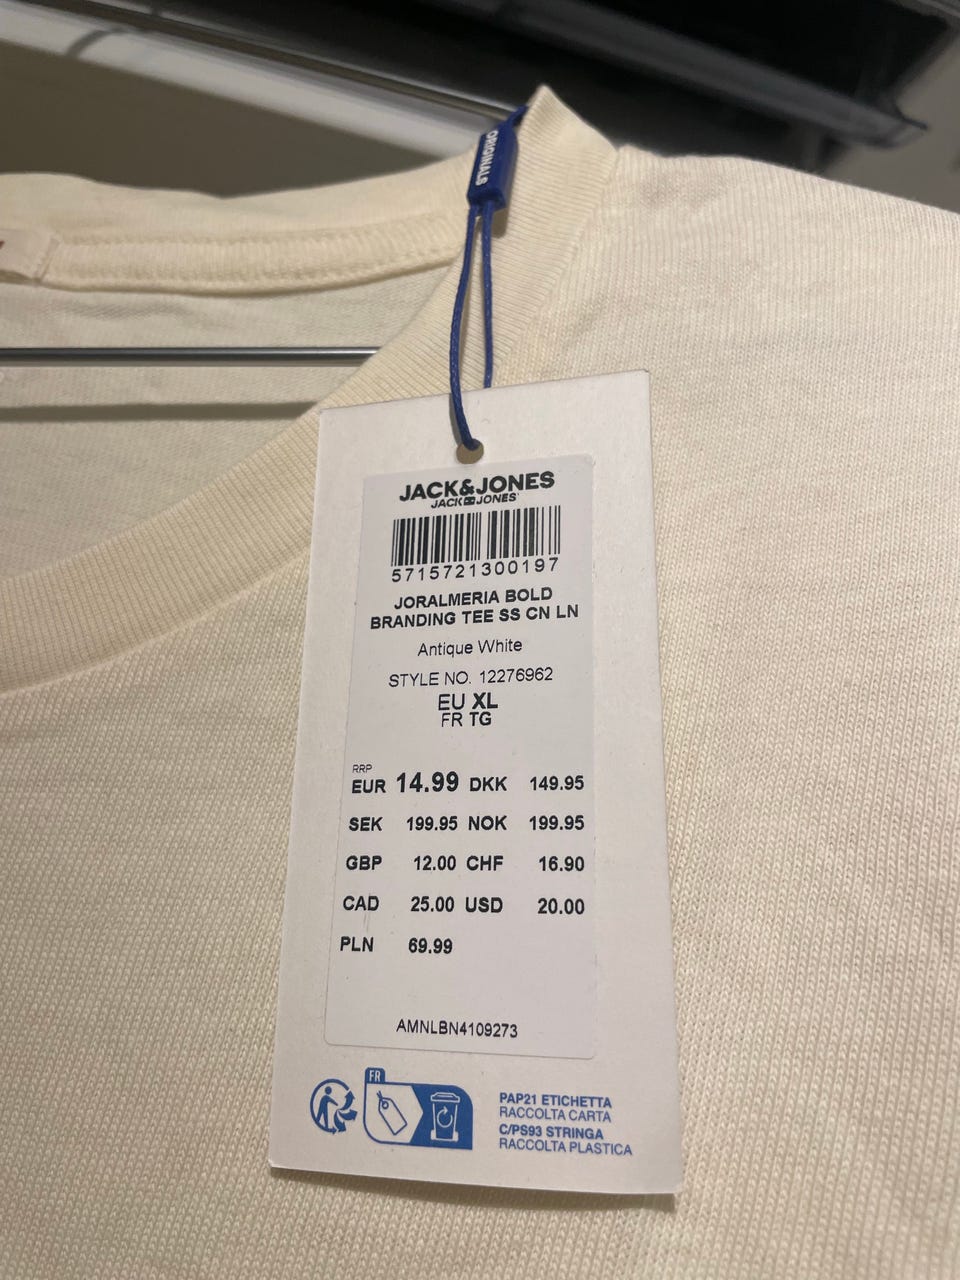 ORIGINALS
JACK&JONES
JACK&JONES
5715721300197
JORALMERIA BOLD
BRANDING TEE SS CN LN
Antique White
STYLE NO. 12276962
EU XL
FR TG
RRP
EUR 14.99 DKK 149.95
SEK 199.95 NOK 199.95
GBP 12.00 CHF 16.90
CAD 25.00 USD 20.00
PLN 69.99
AMNLBN4109273
FR
PAP21 ETICHETTA
RACCOLTA CARTA
C/PS93 STRINGA
RACCOLTA PLASTICA